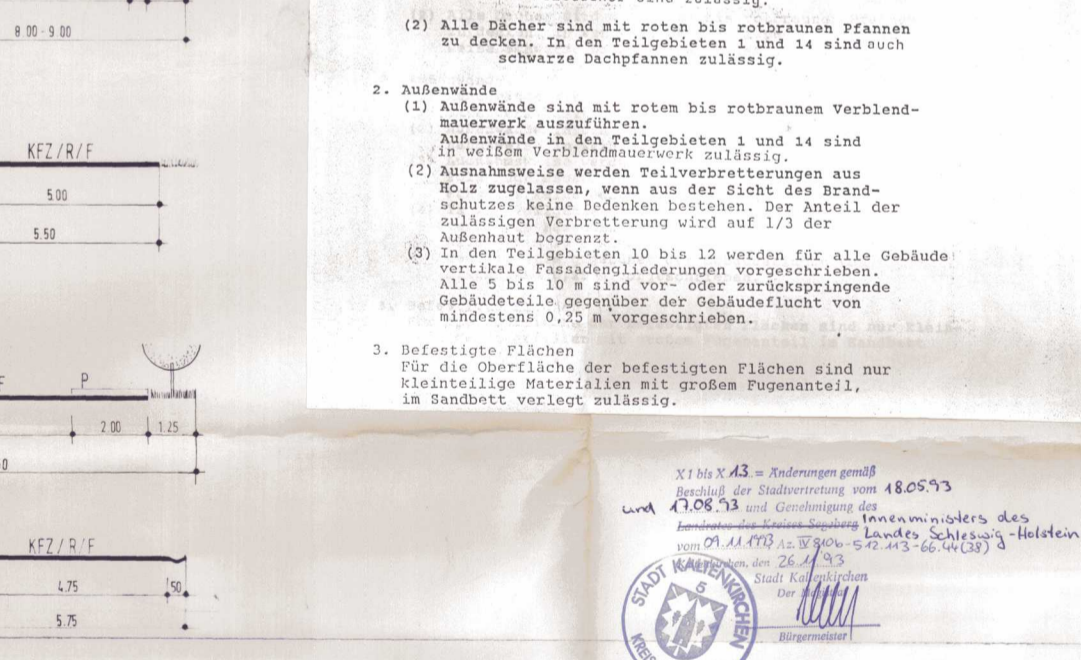 8.00 - 9.00
KFZ/R/F
5.00
5.50
P
2.00
1.25
KFZ/R/F
4.75
50
5.75
(2) Alle Dächer sind mit roten bis rotbraunen Pfannen
zu decken. In den Teilgebieten 1 und 14 sind auch
schwarze Dachpfannen zulässig.
2. Außenwände
(1) Außenwände sind mit rotem bis rotbraunem Verblend-
mauerwerk auszuführen.
Außenwände in den Teilgebieten 1 und 14 sind
in weißem Verblendmauerwerk zulässig.
(2) Ausnahmsweise werden Teilverbretterungen aus
Holz zugelassen, wenn aus der Sicht des Brand-
schutzes keine Bedenken bestehen. Der Anteil der
zulässigen Verbretterung wird auf 1/3 der
Außenhaut begrenzt.
(3) In den Teilgebieten 10 bis 12 werden für alle Gebäude
vertikale Fassadengliederungen vorgeschrieben.
Alle 5 bis 10 m sind vor- oder zurückspringende
Gebäudeteile gegenüber der Gebäudeflucht von
mindestens 0,25 m vorgeschrieben.
3. Befestigte Flächen
Für die Oberfläche der befestigten Flächen sind nur
kleinteilige Materialien mit großem Fugenanteil,
im Sandbett verlegt zulässig.
X 1 bis X 13 = Änderungen gemäß
Beschluß der Stadtvertretung vom 18.05.93
und 17.08.93 und Genehmigung des
Landrates des Kreises Segeberg Innenministers des
Landes Schleswig-Holstein
vom 09.11.1993 Az. IV 810b-512.113-66.44(38)
Kaltenkirchen, den 26.11.93
Stadt Kaltenkirchen
Der
Bürgermeister
STADT KALTENKIRCHEN
5
KREIS